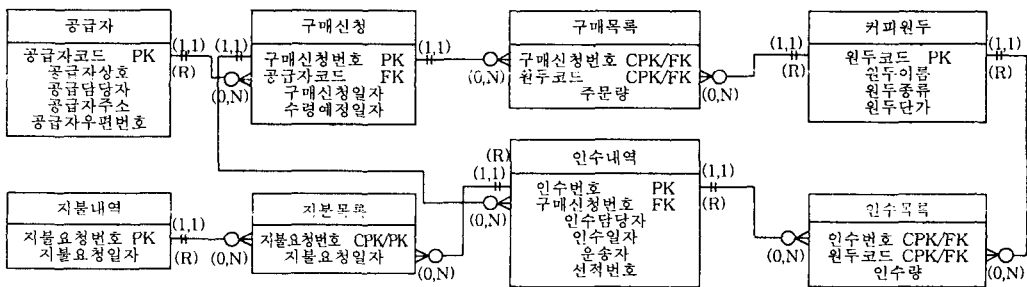 공급자
공급자코드 PK
공급자상호
공급담당자
공급자주소
공급자우편번호
(1,1)
(R)
(1,1)
(0,N)
구매신청
구매신청번호 PK
공급자코드 FK
구매신청일자
수령예정일자
(1,1)
(0,N)
구매목록
구매신청번호 CPK/FK
원두코드 CPK/FK
주문량
(0,N)
(1,1)
(R)
커피원두
원두코드 PK
원두이름
원두종류
원두단가
(1,1)
(R)
지불내역
지불요청번호 PK
지불요청일자
(1,1)
(R)
(0,N)
지불목록
지불요청번호 CPK/PK
지불요청일자
(0,N)
(R)
(1,1)
(0,N)
인수내역
인수번호 PK
구매신청번호 FK
인수담당자
인수일자
운송자
선적번호
(1,1)
(R)
(0,N)
인수목록
인수번호 CPK/FK
원두코드 CPK/FK
인수량
(0,N)